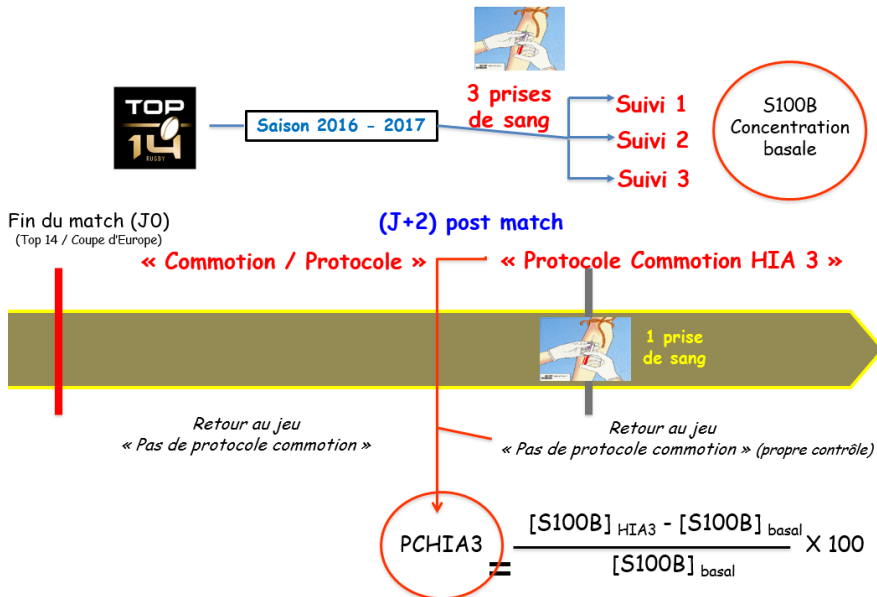 TOP
14
RUGBY
Saison 2016 - 2017
3 prises
de sang
Suivi 1
Suivi 2
Suivi 3
S100B
Concentration
basale
Fin du match (J0)
(Top 14 / Coupe d'Europe)
(J+2) post match
« Commotion / Protocole »
« Protocole Commotion HIA 3 »
1 prise
de sang
Retour au jeu
« Pas de protocole commotion »
Retour au jeu
« Pas de protocole commotion » (propre contrôle)
PCHIA3
=
[S100B] HIA3 - [S100B] basal
[S100B] basal
X 100